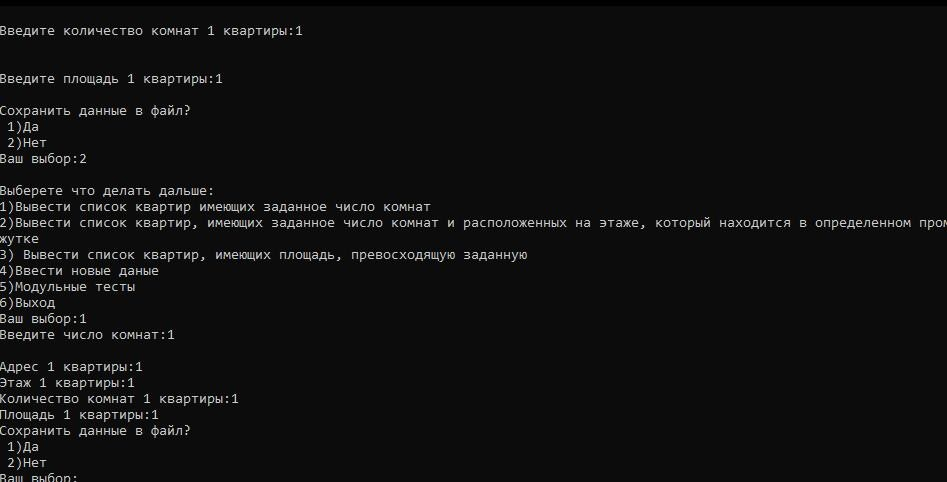 Введите количество комнат 1 квартиры:1
Введите площадь 1 квартиры:1
Сохранить данные в файл?
1)Да
2)Нет
Ваш выбор:2
Выберете что делать дальше:
1)Вывести список квартир имеющих заданное число комнат
2)Вывести список квартир, имеющих заданное число комнат и расположенных на этаже, который находится в определенном пром
жутке
3) Вывести список квартир, имеющих площадь, превосходящую заданную
4)Ввести новые даные
5)Модульные тесты
6)Выход
Ваш выбор:1
Введите число комнат:1
Адрес 1 квартиры:1
Этаж 1 квартиры:1
Количество комнат 1 квартиры:1
Площадь 1 квартиры:1
Сохранить данные в файл?
1)Да
2)Нет
Ваш выбор: